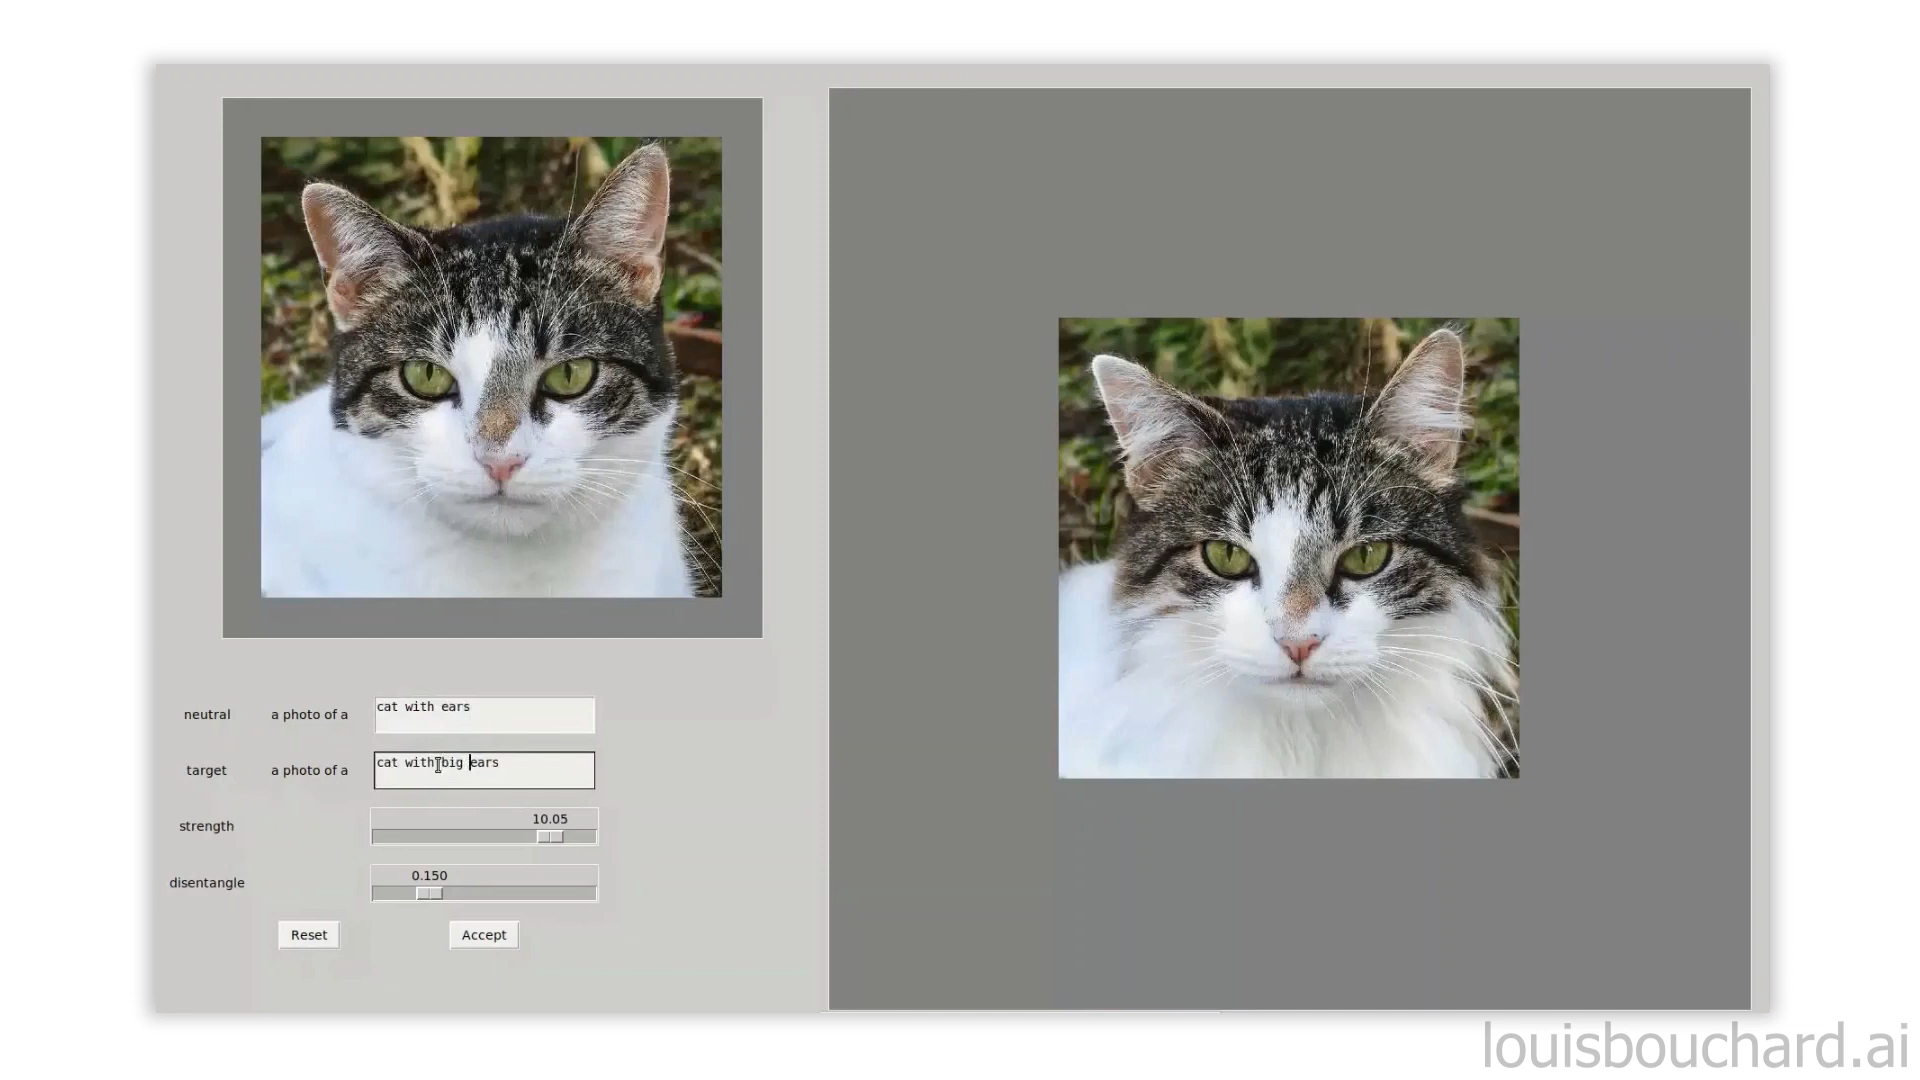 neutral a photo of a cat with ears
target a photo of a cat with big ears
strength 10.05
disentangle 0.150
Reset Accept
louisbouchard.ai